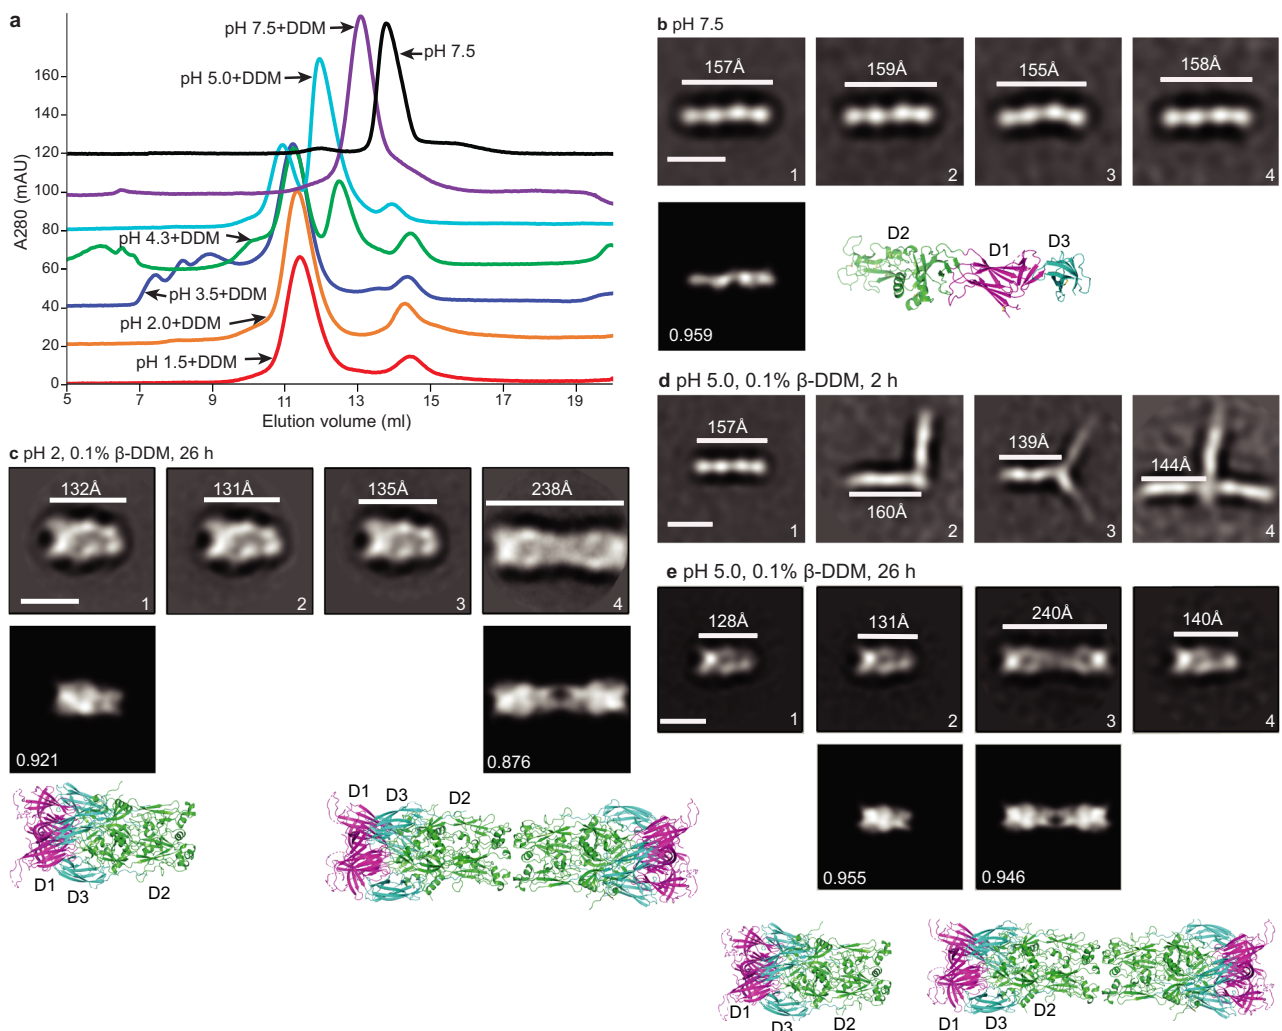 a
pH 7.5+DDM
pH 7.5
pH 5.0+DDM
pH 4.3+DDM
pH 3.5+DDM
pH 2.0+DDM
pH 1.5+DDM
A280 (mAU)
160
140
120
100
80
60
40
20
0
5 7 9 11 13 15 17 19
Elution volume (ml)
b pH 7.5
157Å 159Å 155Å 158Å
1 2 3 4
0.959
D2 D1 D3
c pH 2, 0.1% β-DDM, 26 h
132Å 131Å 135Å 238Å
1 2 3 4
0.921 0.876
D1 D3 D2
D1 D3 D2
d pH 5.0, 0.1% β-DDM, 2 h
157Å 160Å 139Å 144Å
1 2 3 4
e pH 5.0, 0.1% β-DDM, 26 h
128Å 131Å 240Å 140Å
1 2 3 4
0.955 0.946
D1 D3 D2
D1 D3 D2